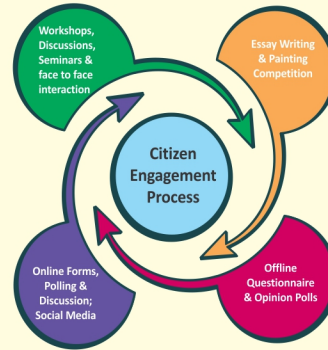 Workshops,
Discussions,
Seminars &
face to face
interaction
Essay Writing
& Painting
Competition
Citizen
Engagement
Process
Online Forms,
Polling &
Discussion;
Social Media
Offline
Questionnaire
& Opinion Polls